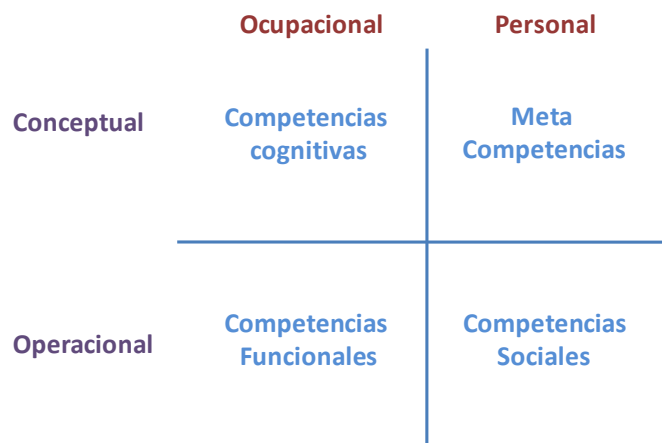 Ocupacional
Personal
Conceptual
Competencias
cognitivas
Meta
Competencias
Operacional
Competencias
Funcionales
Competencias
Sociales